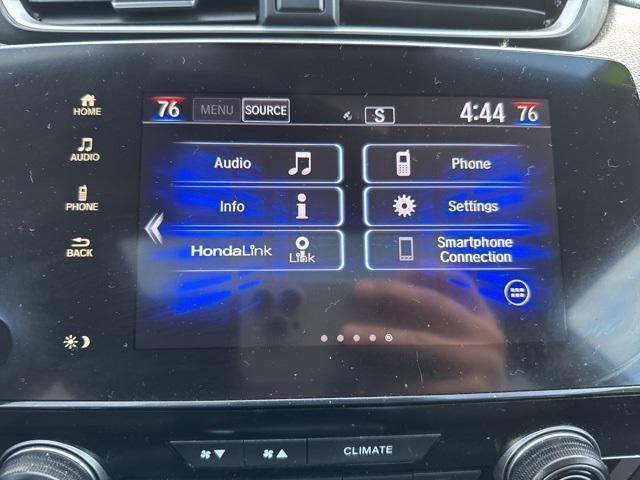 HOME
AUDIO
PHONE
BACK
76 MENU SOURCE S 4:44 76
Audio Phone
Info Settings
HondaLink Link Smartphone
Connection
CLIMATE